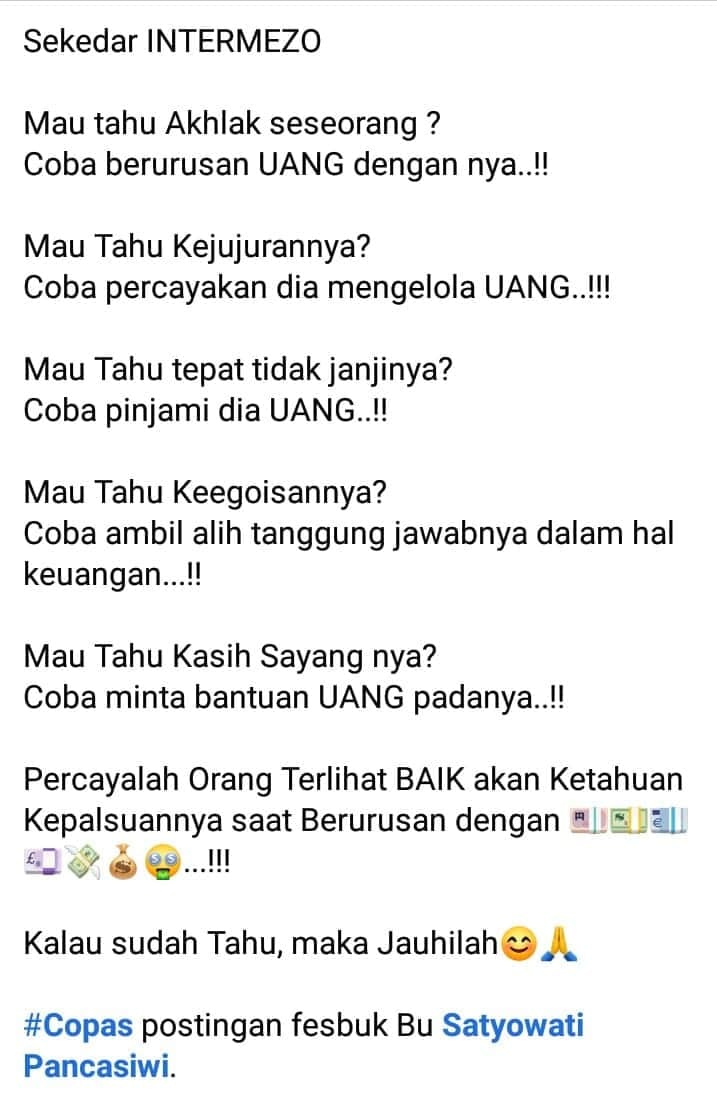 Sekedar INTERMEZO
Mau tahu Akhlak seseorang ?
Coba berurusan UANG dengan nya..!!
Mau Tahu Kejujurannya?
Coba percayakan dia mengelola UANG..!!!
Mau Tahu tepat tidak janjinya?
Coba pinjami dia UANG..!!
Mau Tahu Keegoisannya?
Coba ambil alih tanggung jawabnya dalam hal
keuangan...!!
Mau Tahu Kasih Sayang nya?
Coba minta bantuan UANG padanya..!!
Percayalah Orang Terlihat BAIK akan Ketahuan
Kepalsuannya saat Berurusan dengan 💴💵💶
💷💸💰🤑...!!!
Kalau sudah Tahu, maka Jauhilah😊🙏
#Copas postingan fesbuk Bu Satyowati
Pancasiwi.